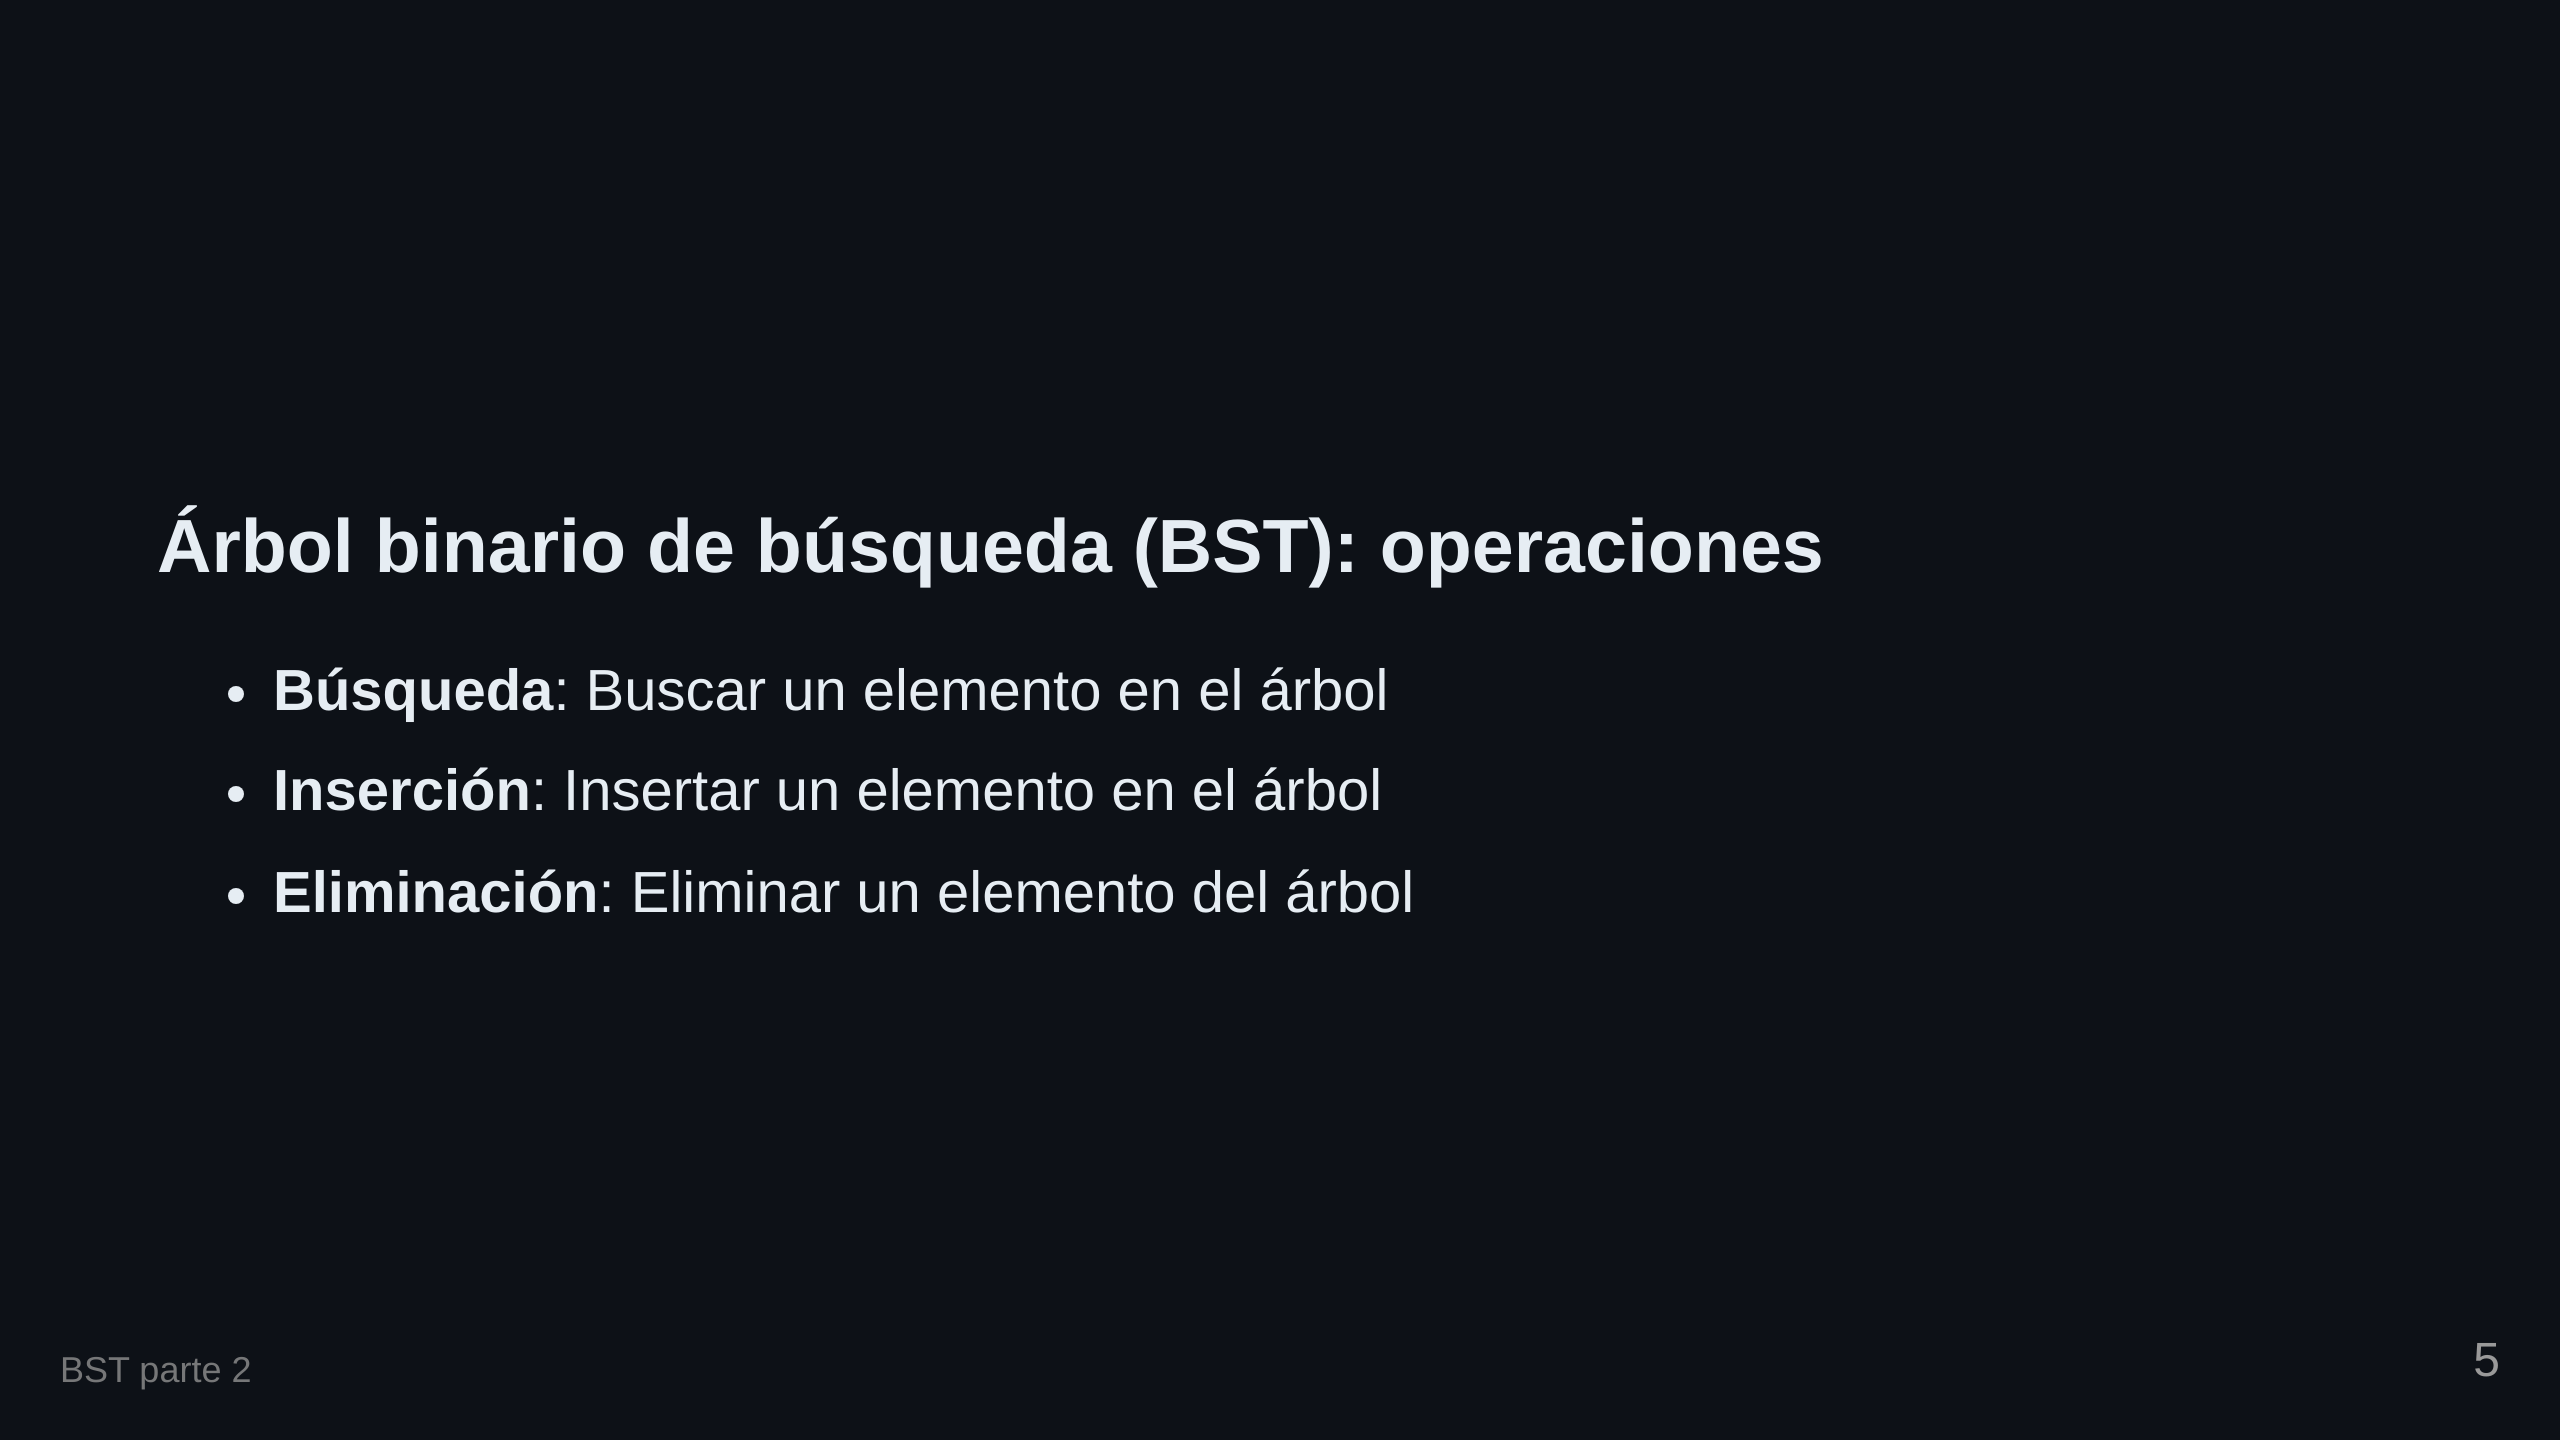 Árbol binario de búsqueda (BST): operaciones
• Búsqueda: Buscar un elemento en el árbol
• Inserción: Insertar un elemento en el árbol
• Eliminación: Eliminar un elemento del árbol
BST parte 2
5